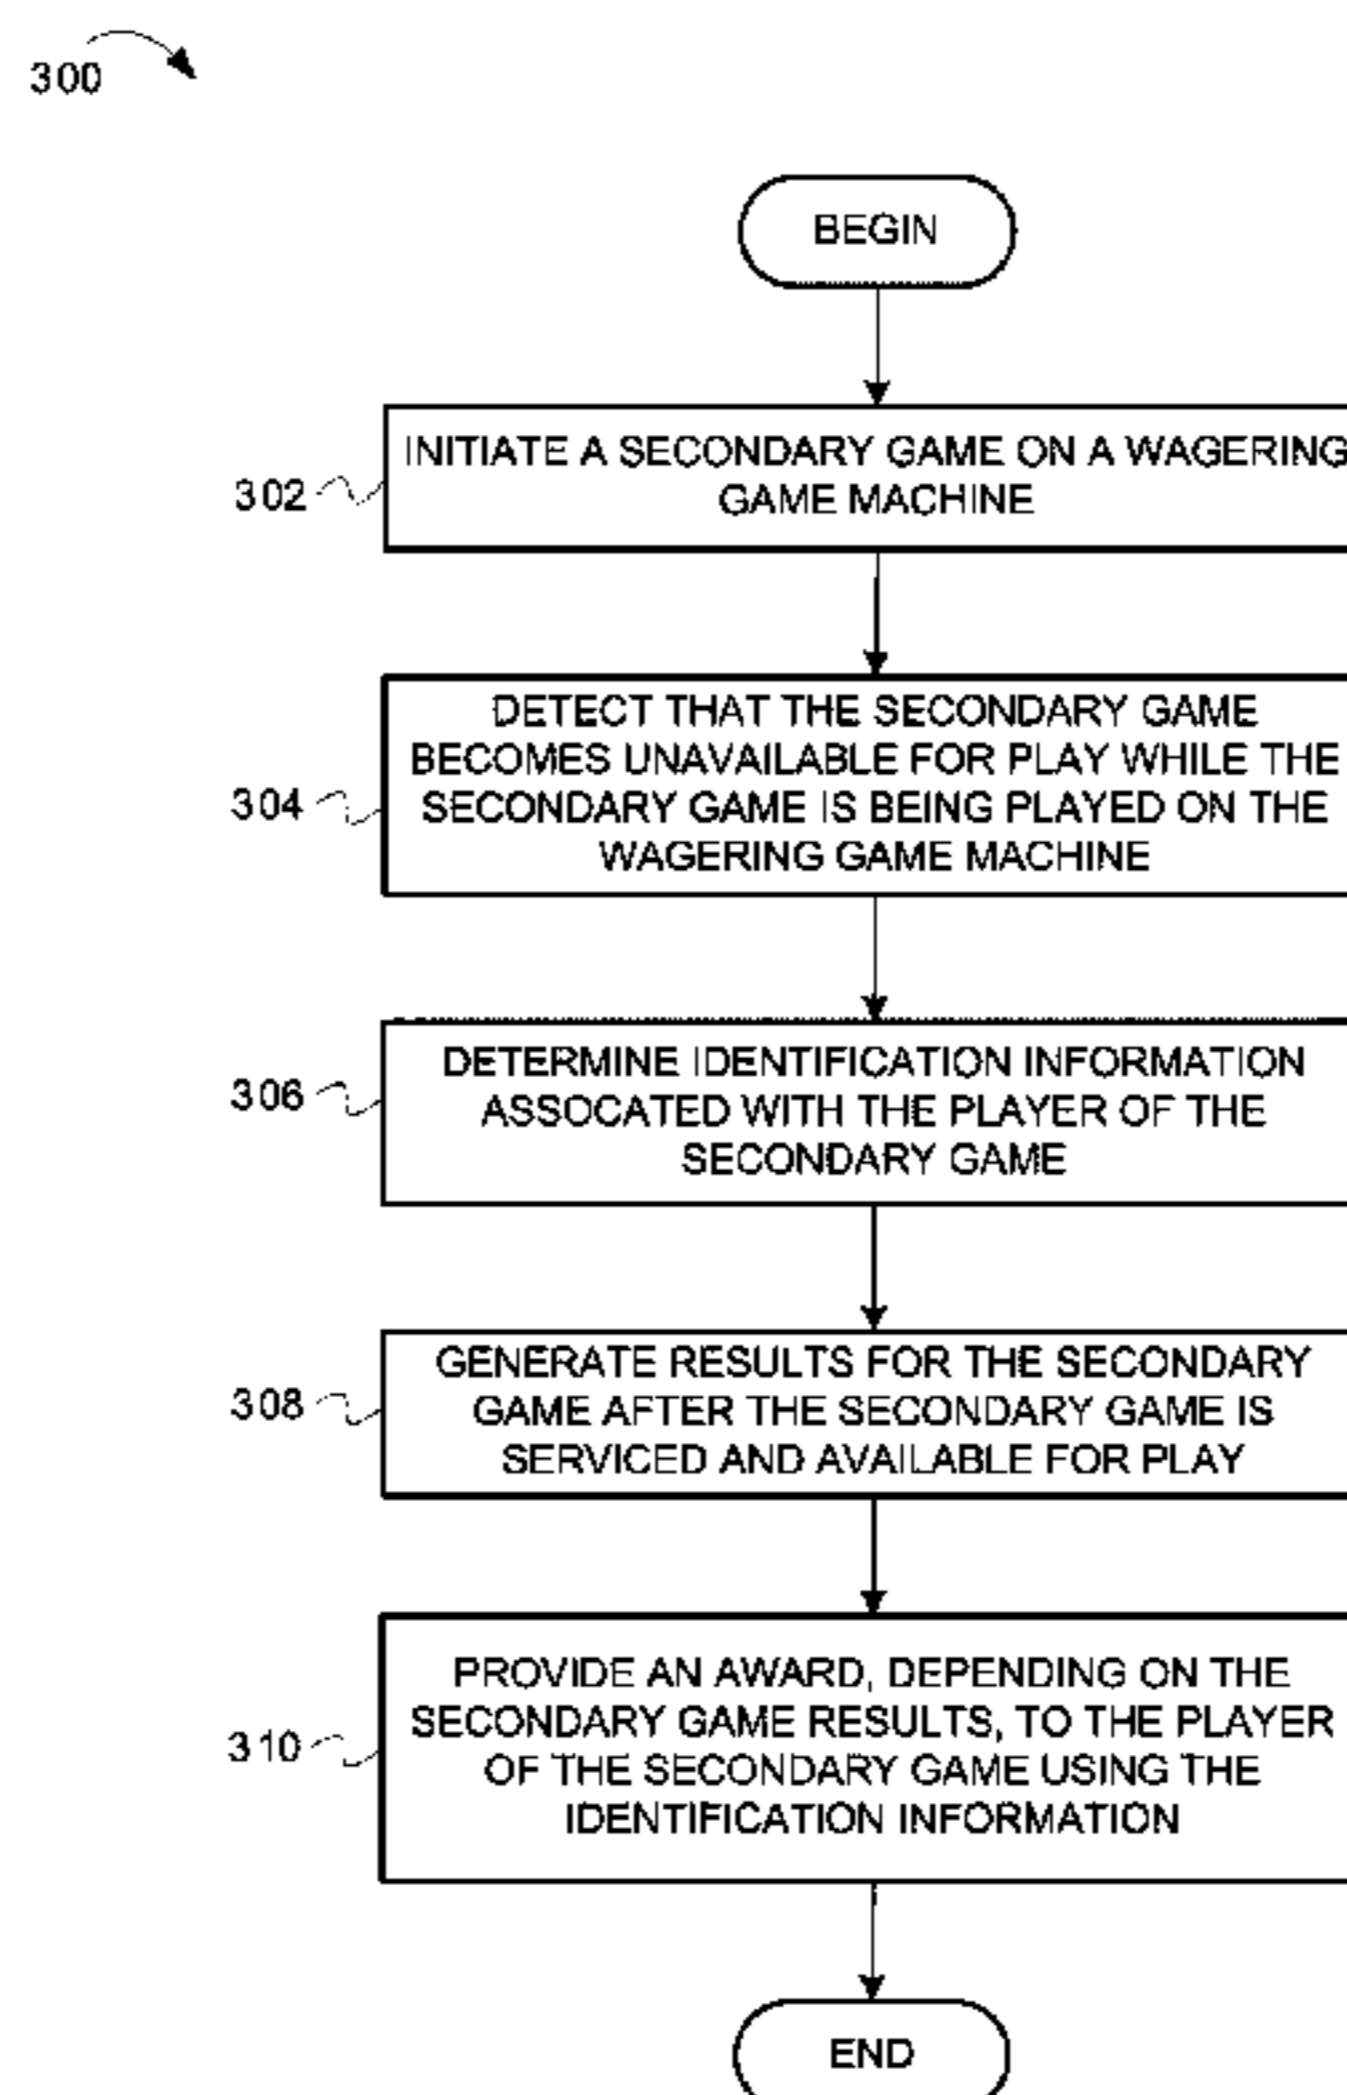 300
BEGIN
INITIATE A SECONDARY GAME ON A WAGERING
GAME MACHINE
302
DETECT THAT THE SECONDARY GAME
BECOMES UNAVAILABLE FOR PLAY WHILE THE
SECONDARY GAME IS BEING PLAYED ON THE
WAGERING GAME MACHINE
304
DETERMINE IDENTIFICATION INFORMATION
ASSOCATED WITH THE PLAYER OF THE
SECONDARY GAME
306
GENERATE RESULTS FOR THE SECONDARY
GAME AFTER THE SECONDARY GAME IS
SERVICED AND AVAILABLE FOR PLAY
308
PROVIDE AN AWARD, DEPENDING ON THE
SECONDARY GAME RESULTS, TO THE PLAYER
OF THE SECONDARY GAME USING THE
IDENTIFICATION INFORMATION
310
END